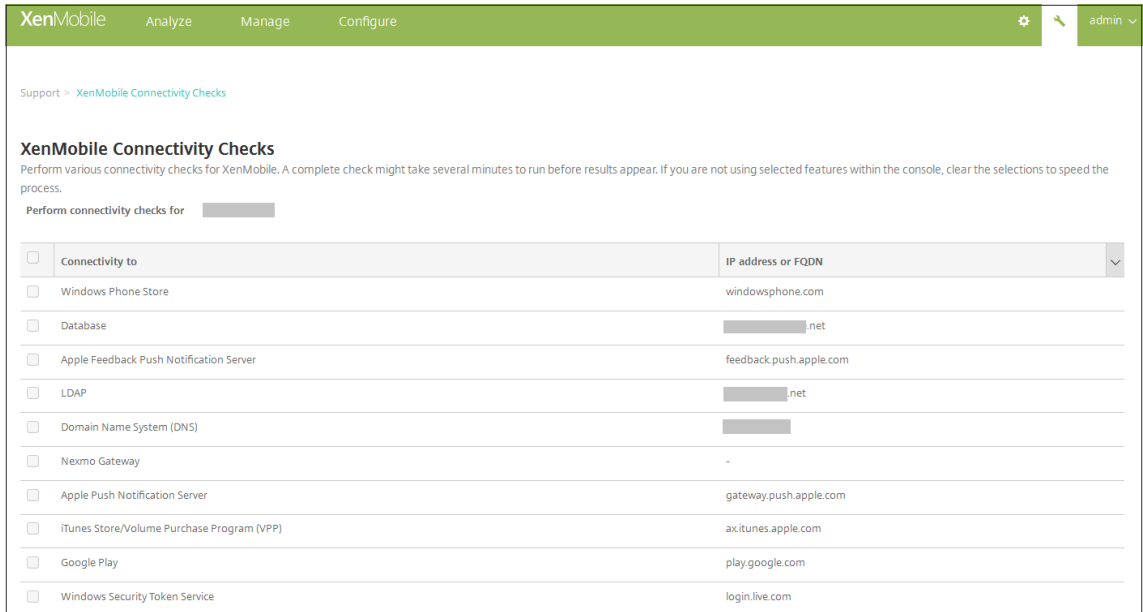 XenMobile Analyze Manage Configure admin
Support > XenMobile Connectivity Checks
XenMobile Connectivity Checks
Perform various connectivity checks for XenMobile. A complete check might take several minutes to run before results appear. If you are not using selected features within the console, clear the selections to speed the
process.
Perform connectivity checks for
Connectivity to IP address or FQDN
Windows Phone Store windowsphone.com
Database .net
Apple Feedback Push Notification Server feedback.push.apple.com
LDAP .net
Domain Name System (DNS)
Nexmo Gateway -
Apple Push Notification Server gateway.push.apple.com
iTunes Store/Volume Purchase Program (VPP) ax.itunes.apple.com
Google Play play.google.com
Windows Security Token Service login.live.com